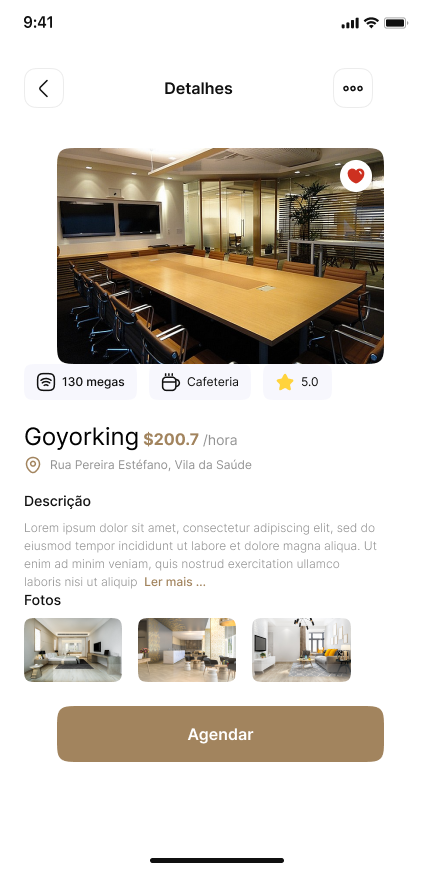 9:41
Detalhes
130 megas Cafeteria 5.0
Goyorking $200.7 /hora
Rua Pereira Estéfano, Vila da Saúde
Descrição
Lorem ipsum dolor sit amet, consectetur adipiscing elit, sed do
eiusmod tempor incididunt ut labore et dolore magna aliqua. Ut
enim ad minim veniam, quis nostrud exercitation ullamco
laboris nisi ut aliquip Ler mais ...
Fotos
Agendar